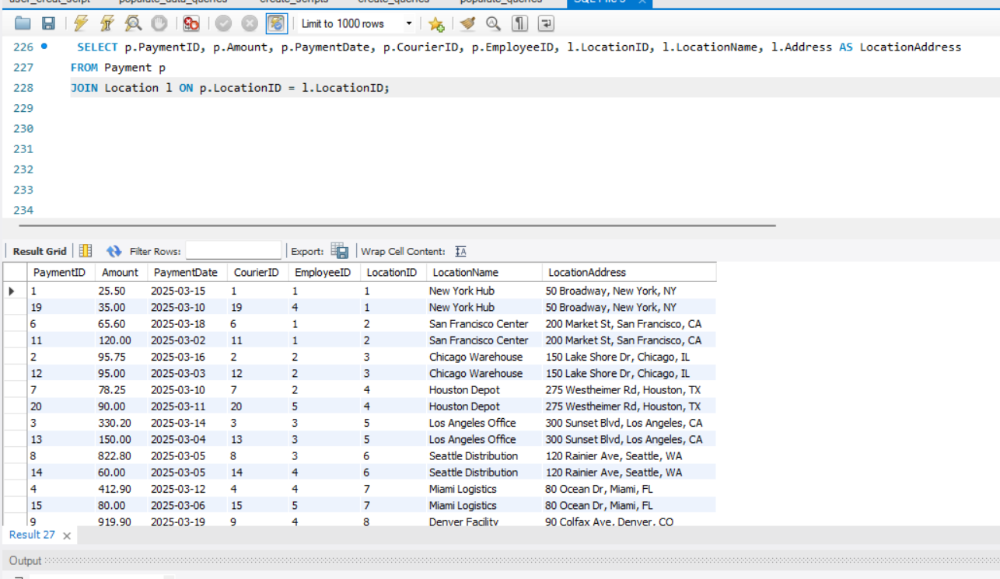 user_creat_script populate_data_queries create_scripts create_queries populate_queries SQL File 3
Limit to 1000 rows
226 SELECT p.PaymentID, p.Amount, p.PaymentDate, p.CourierID, p.EmployeeID, l.LocationID, l.LocationName, l.Address AS LocationAddress
227 FROM Payment p
228 JOIN Location l ON p.LocationID = l.LocationID;
229
230
231
232
233
234
Result Grid Filter Rows: Export: Wrap Cell Content:
PaymentID Amount PaymentDate CourierID EmployeeID LocationID LocationName LocationAddress
1 25.50 2025-03-15 1 1 1 New York Hub 50 Broadway, New York, NY
19 35.00 2025-03-10 19 4 1 New York Hub 50 Broadway, New York, NY
6 65.60 2025-03-18 6 1 2 San Francisco Center 200 Market St, San Francisco, CA
11 120.00 2025-03-02 11 1 2 San Francisco Center 200 Market St, San Francisco, CA
2 95.75 2025-03-16 2 2 3 Chicago Warehouse 150 Lake Shore Dr, Chicago, IL
12 95.00 2025-03-03 12 2 3 Chicago Warehouse 150 Lake Shore Dr, Chicago, IL
7 78.25 2025-03-10 7 2 4 Houston Depot 275 Westheimer Rd, Houston, TX
20 90.00 2025-03-11 20 5 4 Houston Depot 275 Westheimer Rd, Houston, TX
3 330.20 2025-03-14 3 3 5 Los Angeles Office 300 Sunset Blvd, Los Angeles, CA
13 150.00 2025-03-04 13 3 5 Los Angeles Office 300 Sunset Blvd, Los Angeles, CA
8 822.80 2025-03-05 8 3 6 Seattle Distribution 120 Rainier Ave, Seattle, WA
14 60.00 2025-03-05 14 4 6 Seattle Distribution 120 Rainier Ave, Seattle, WA
4 412.90 2025-03-12 4 4 7 Miami Logistics 80 Ocean Dr, Miami, FL
15 80.00 2025-03-06 15 5 7 Miami Logistics 80 Ocean Dr, Miami, FL
9 919.90 2025-03-19 9 4 8 Denver Facility 90 Colfax Ave, Denver, CO
Result 27
Output